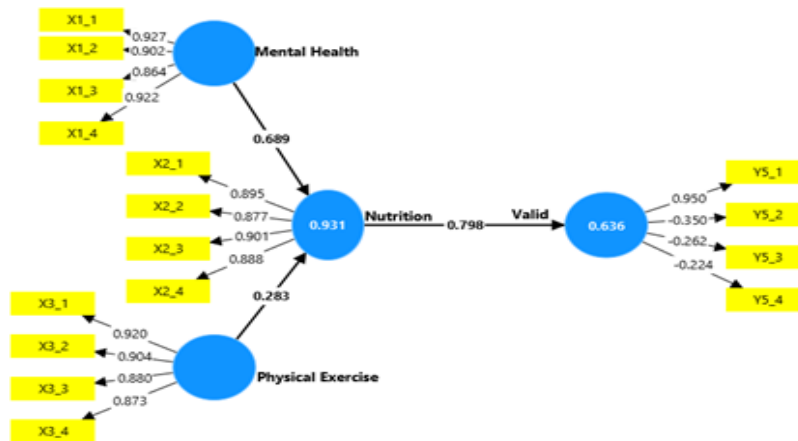 X1_1
0.927
X1_2
0.902
Mental Health
0.864
X1_3
0.922
X1_4
0.689
X2_1
0.895
X2_2
0.877
0.931
Nutrition
0.798
Valid
0.636
0.901
X2_3
0.888
X2_4
0.950
Y5_1
-0.350
Y5_2
-0.262
Y5_3
-0.224
Y5_4
0.283
X3_1
0.920
X3_2
0.904
Physical Exercise
0.880
X3_3
0.873
X3_4